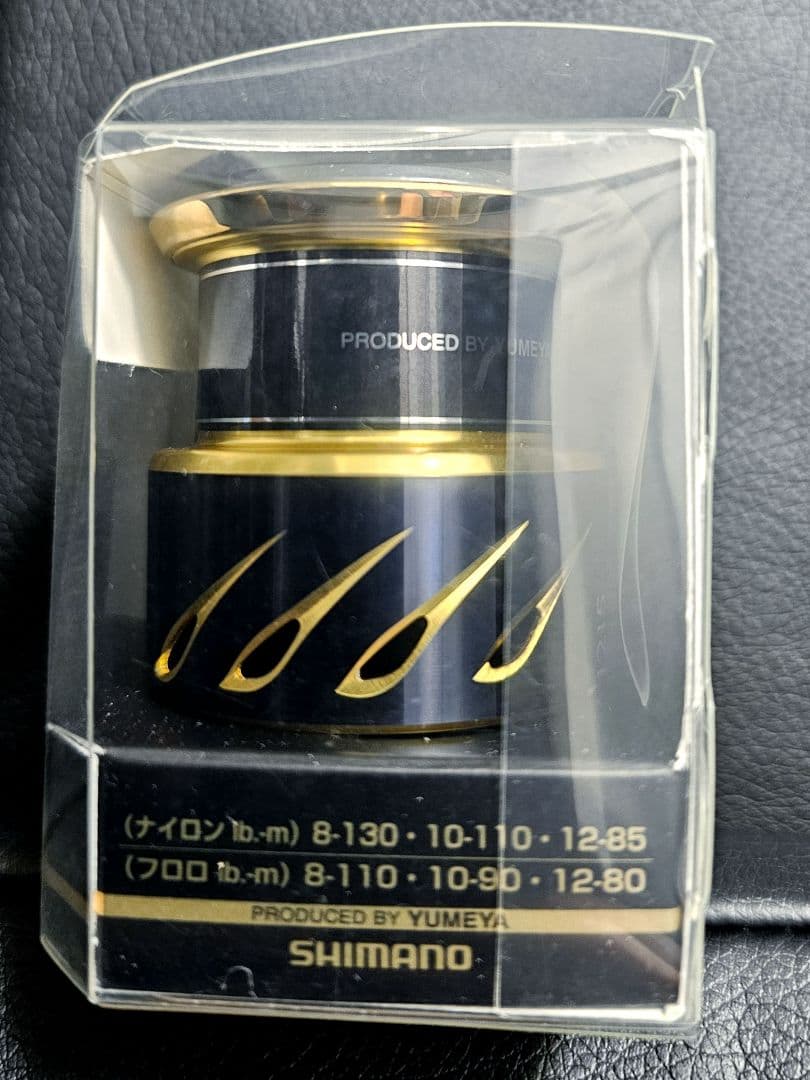 PRODUCED BY YUMEYA
(ナイロン lb.-m) 8-130・10-110・12-85
(フロロ lb.-m) 8-110・10-90・12-80
PRODUCED BY YUMEYA
SHIMANO